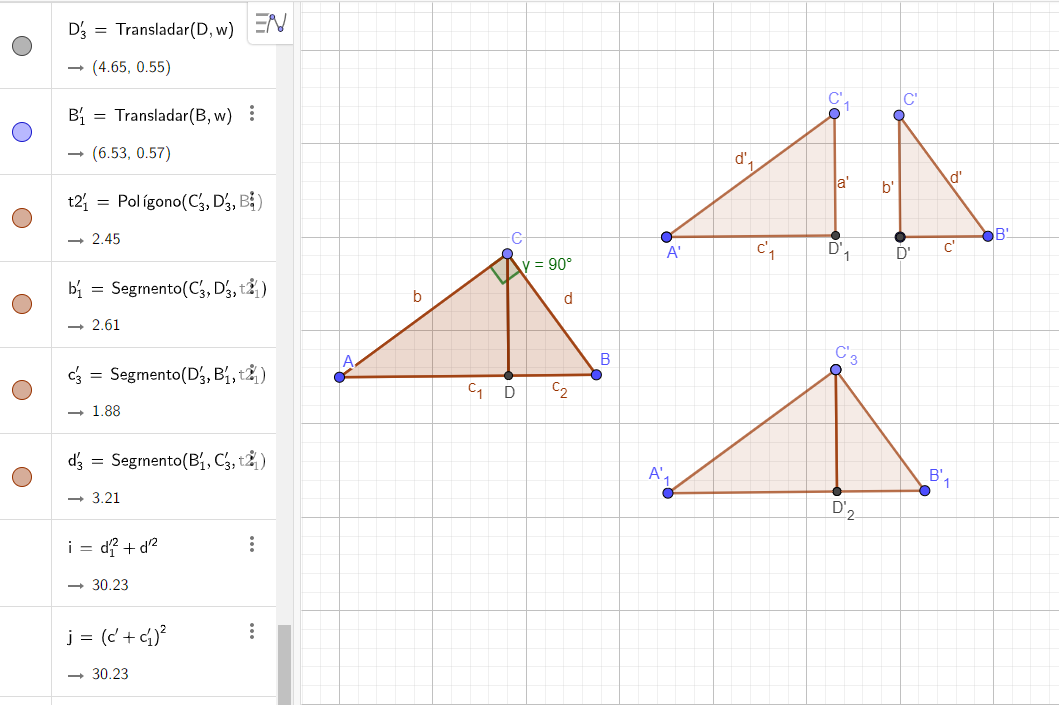 D′₃ = Transladar(D, w)
→ (4.65, 0.55)
B′₁ = Transladar(B, w)
→ (6.53, 0.57)
t2′₁ = Polígono(C′₃, D′₃, B′₁)
→ 2.45
b′₁ = Segmento(C′₃, D′₃, t2′₁)
→ 2.61
c′₃ = Segmento(D′₃, B′₁, t2′₁)
→ 1.88
d′₃ = Segmento(B′₁, C′₃, t2′₁)
→ 3.21
i = d′₁² + d′²
→ 30.23
j = (c′ + c′₁)²
→ 30.23
C
γ = 90°
b
d
A
B
c₁
D
c₂
C'₁
C'
d'₁
a'
b'
d'
A'
c'₁
D'₁
D'
c'
B'
C'₃
A'₁
B'₁
D'₂